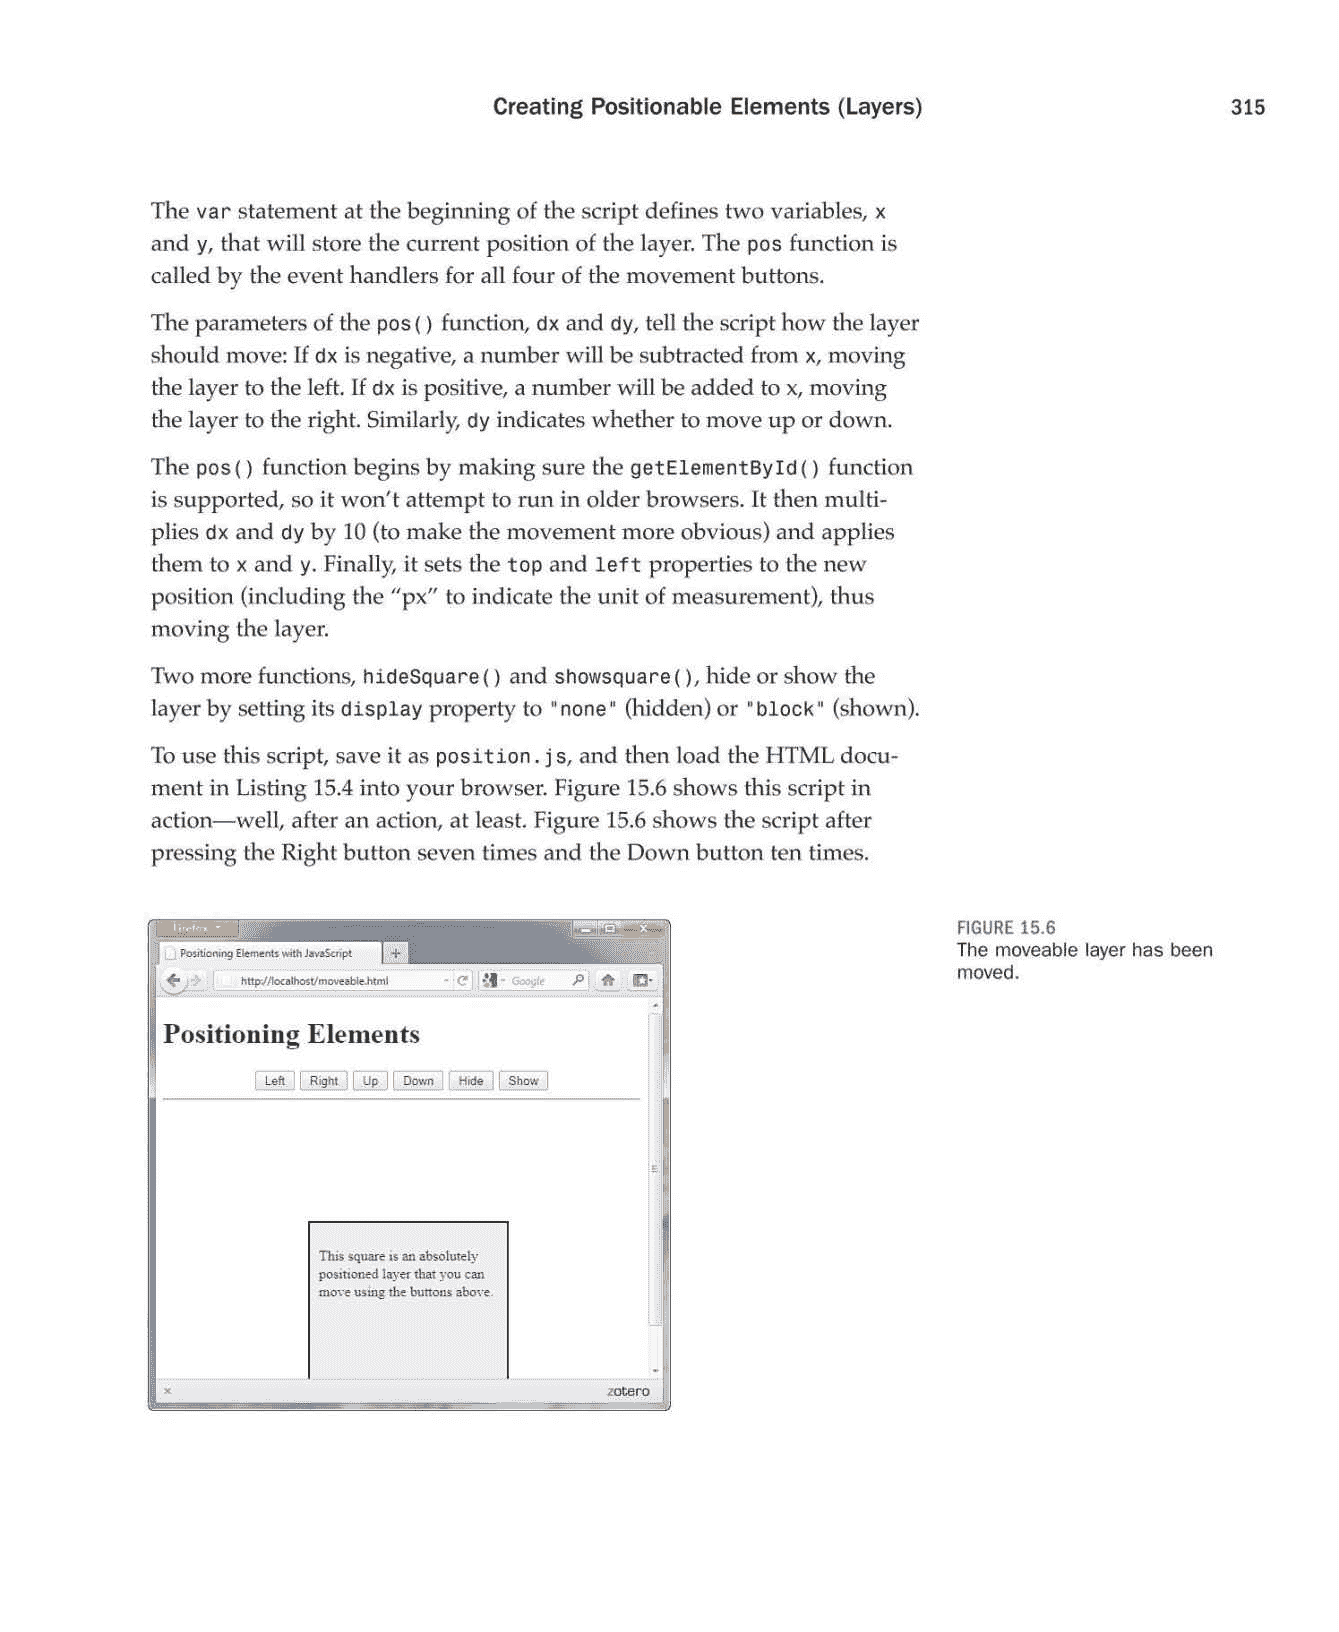 Creating Positionable Elements (Layers) 315
The var statement at the beginning of the script defines two variables, x
and y, that will store the current position of the layer. The pos function is
called by the event handlers for all four of the movement buttons.
The parameters of the pos() function, dx and dy, tell the script how the layer
should move: If dx is negative, a number will be subtracted from x, moving
the layer to the left. If dx is positive, a number will be added to x, moving
the layer to the right. Similarly, dy indicates whether to move up or down.
The pos() function begins by making sure the getElementById() function
is supported, so it won't attempt to run in older browsers. It then multi-
plies dx and dy by 10 (to make the movement more obvious) and applies
them to x and y. Finally, it sets the top and left properties to the new
position (including the "px" to indicate the unit of measurement), thus
moving the layer.
Two more functions, hideSquare() and showsquare(), hide or show the
layer by setting its display property to "none" (hidden) or "block" (shown).
To use this script, save it as position.js, and then load the HTML docu-
ment in Listing 15.4 into your browser. Figure 15.6 shows this script in
action—well, after an action, at least. Figure 15.6 shows the script after
pressing the Right button seven times and the Down button ten times.
Firefox
Positioning Elements with JavaScript
http://localhost/moveable.html Google
Positioning Elements
Left Right Up Down Hide Show
This square is an absolutely
positioned layer that you can
move using the buttons above.
x zotero
FIGURE 15.6
The moveable layer has been
moved.